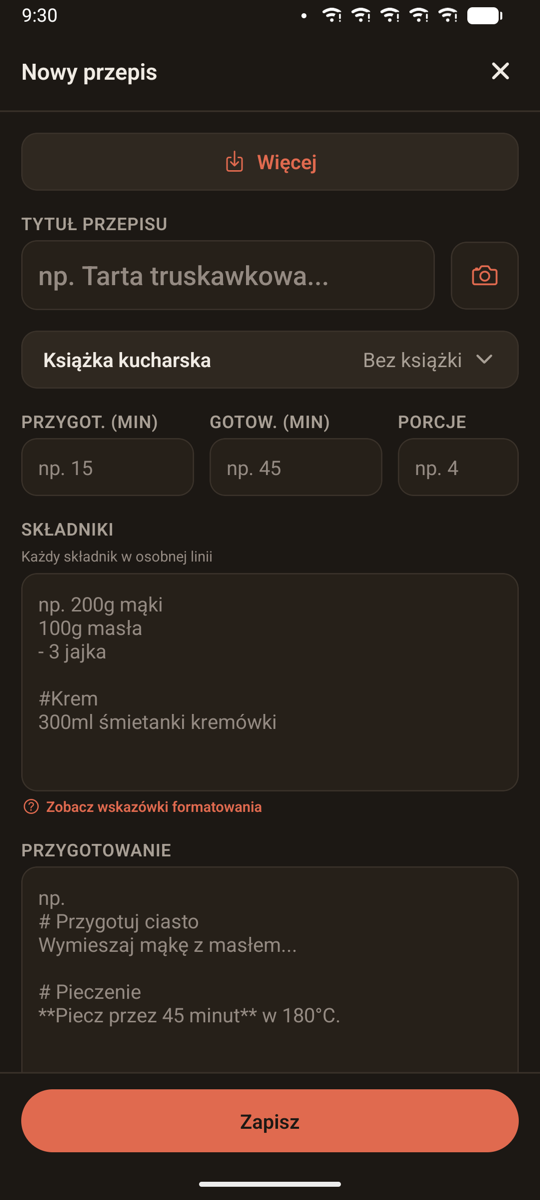 9:30
Nowy przepis
Więcej
TYTUŁ PRZEPISU
np. Tarta truskawkowa...
Książka kucharska
Bez książki
PRZYGOT. (MIN)
GOTOW. (MIN)
PORCJE
np. 15
np. 45
np. 4
SKŁADNIKI
Każdy składnik w osobnej linii
np. 200g mąki
100g masła
- 3 jajka
#Krem
300ml śmietanki kremówki
Zobacz wskazówki formatowania
PRZYGOTOWANIE
np.
# Przygotuj ciasto
Wymieszaj mąkę z masłem...
# Pieczenie
**Piecz przez 45 minut** w 180°C.
Zapisz